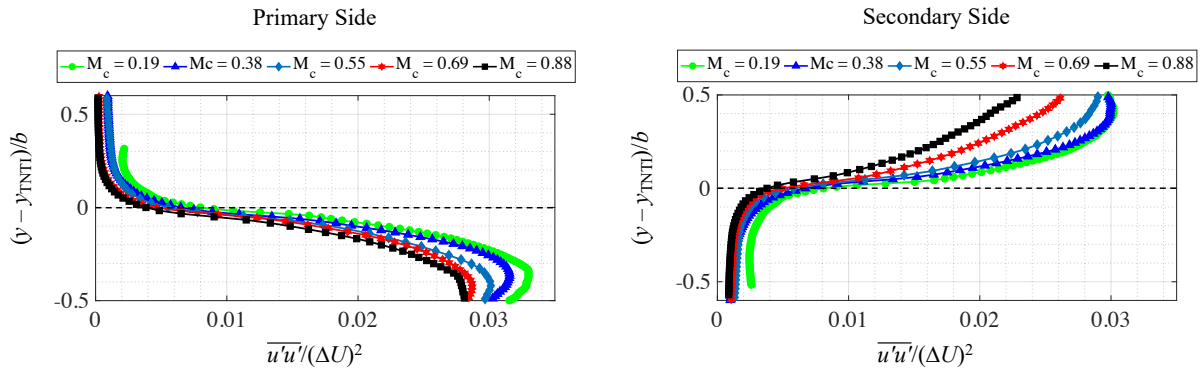 Primary Side
M_c = 0.19 Mc = 0.38 M_c = 0.55 M_c = 0.69 M_c = 0.88
0.5
0
-0.5
(y − y_TNTI)/b
0 0.01 0.02 0.03
u'u'/(ΔU)²
Secondary Side
M_c = 0.19 Mc = 0.38 M_c = 0.55 M_c = 0.69 M_c = 0.88
0.5
0
-0.5
(y − y_TNTI)/b
0 0.01 0.02 0.03
u'u'/(ΔU)²